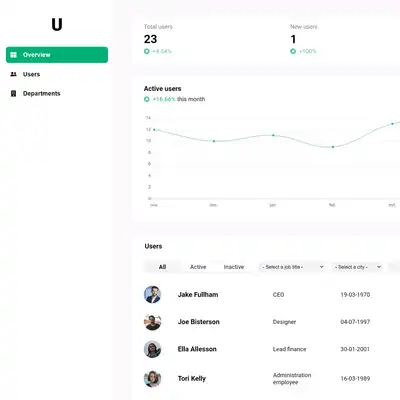 U
Overview
Users
Departments
Total users
23
+4.54%
New users
1
+100%
Active users
+16.66% this month
14
12
10
8
6
4
2
0
dec.
jan.
feb.
mrt.
Users
All
Active
Inactive
- Select a job title -
- Select a city -
Jake Fullham
CEO
19-03-1970
Joe Bisterson
Designer
04-07-1997
Ella Allesson
Lead finance
30-01-2001
Tori Kelly
Administration
employee
16-03-1989